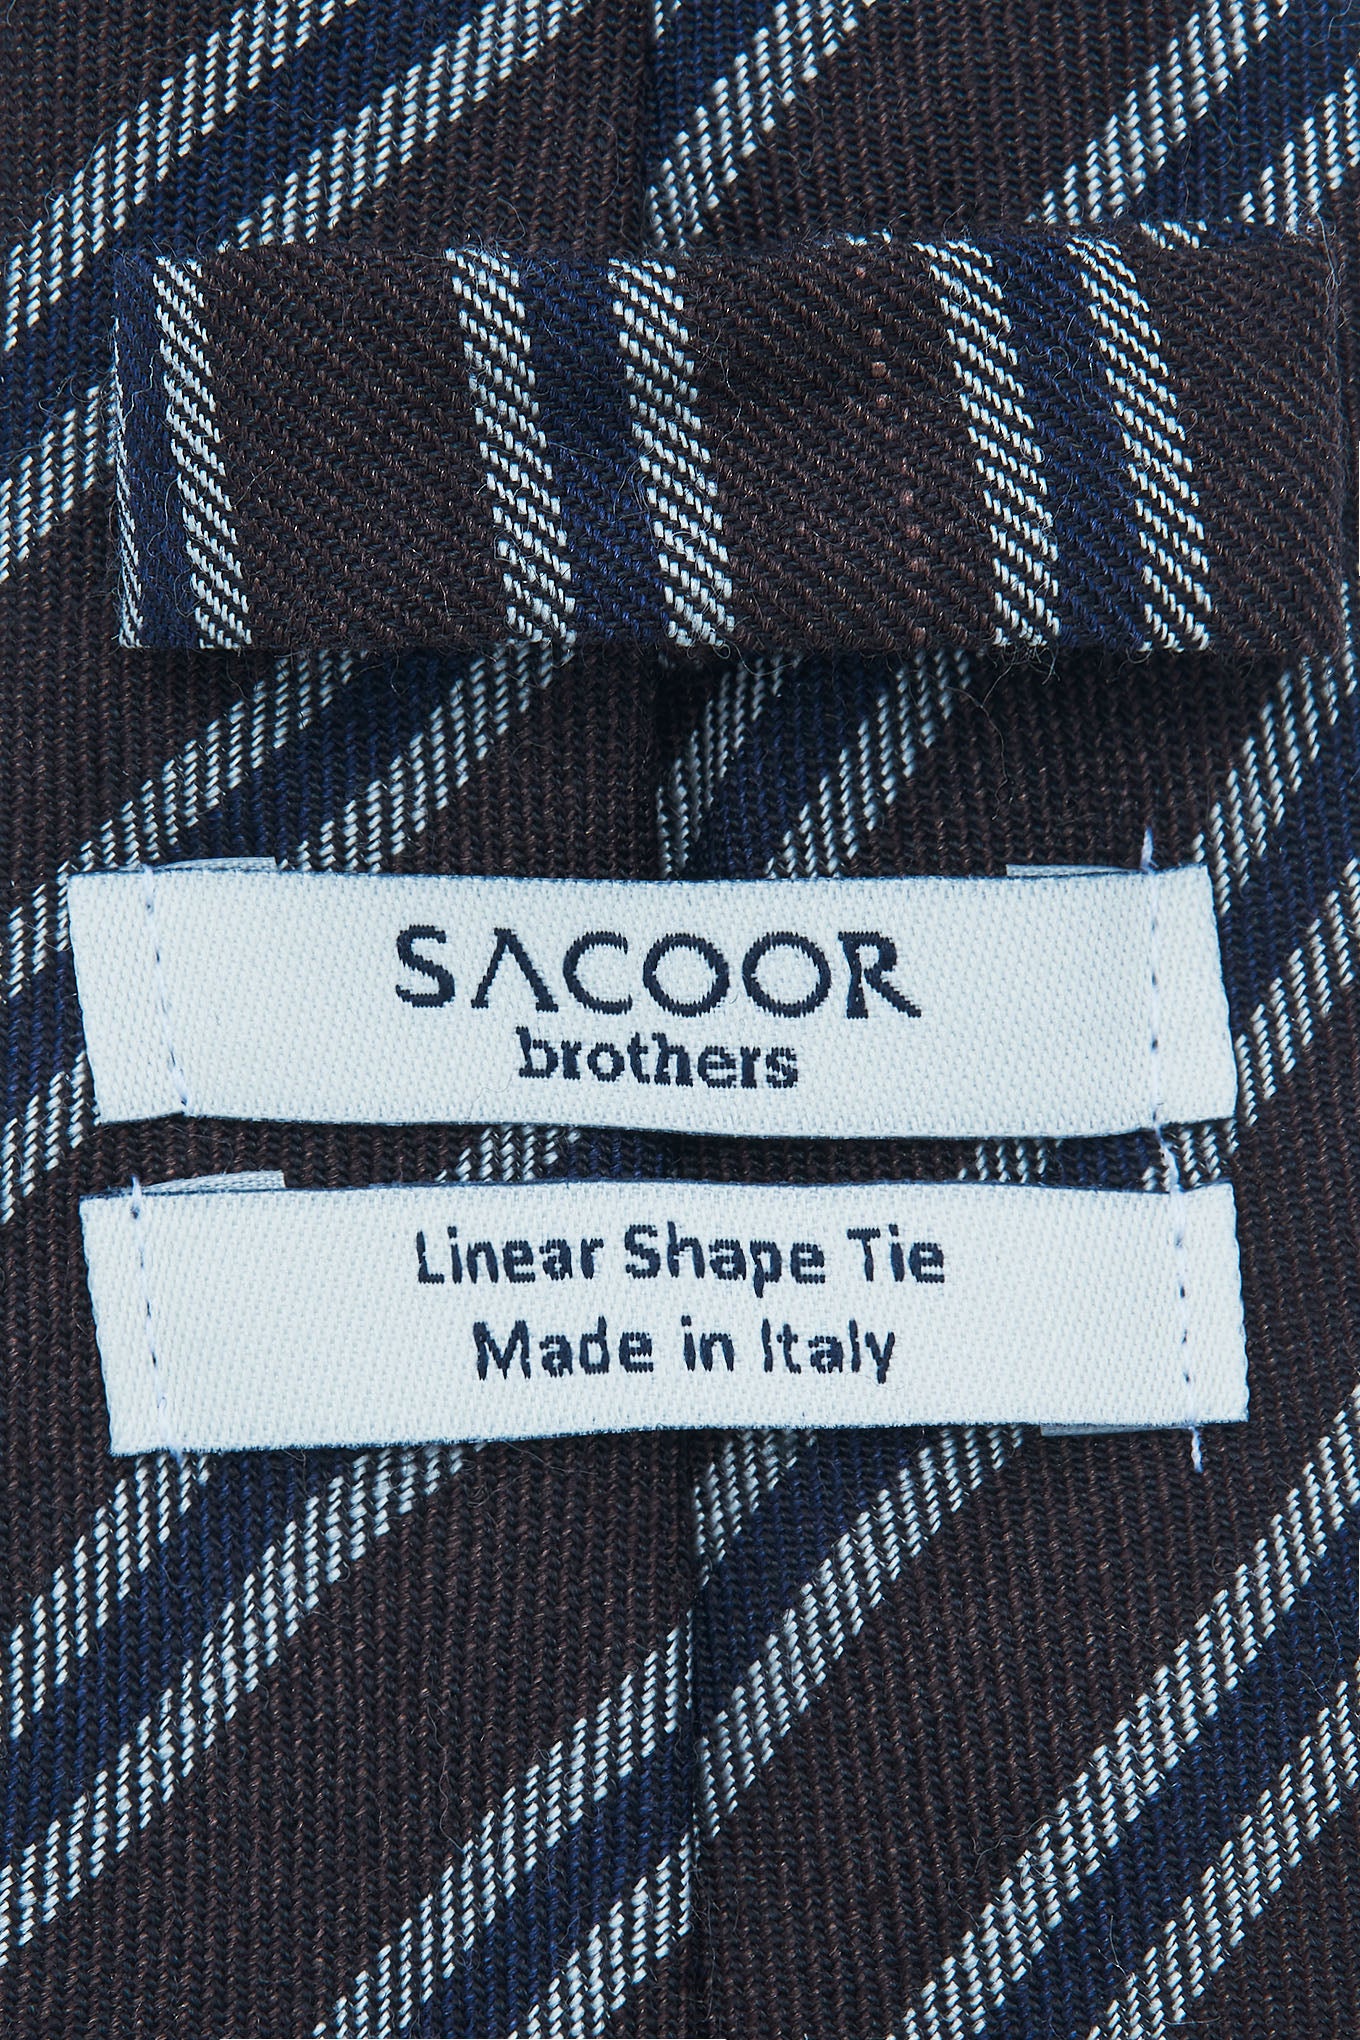 SACOOR
brothers
Linear Shape Tie
Made in Italy